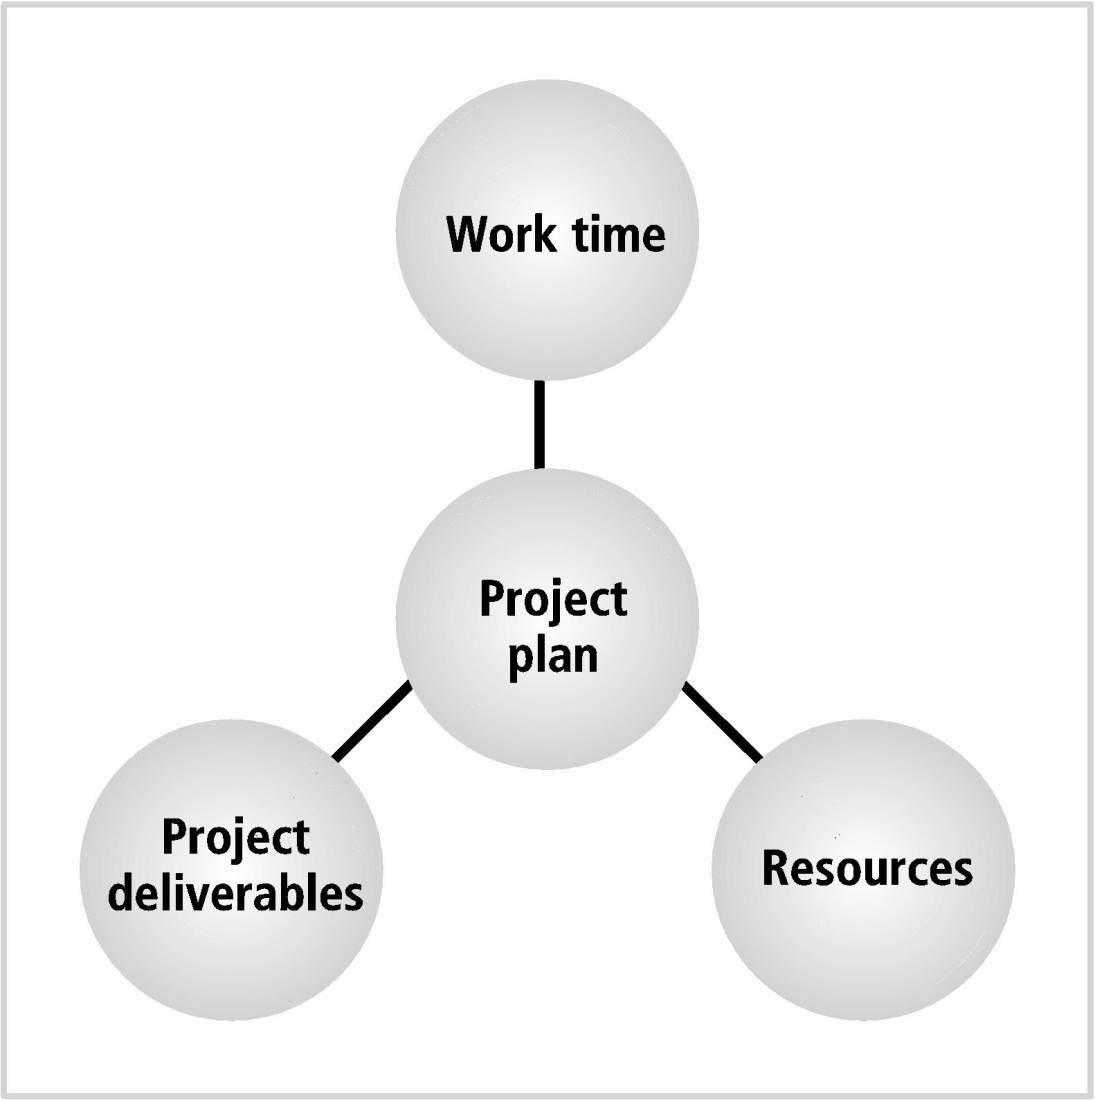 Work time
Project
plan
Project
deliverables
Resources